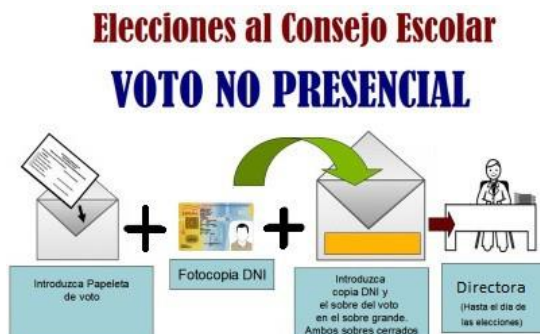 Elecciones al Consejo Escolar
VOTO NO PRESENCIAL
Introduzca Papeleta
de voto
Fotocopia DNI
Introduzca
copia DNI y
el sobre del voto
en el sobre grande.
Ambos sobres cerrados
Directora
(Hasta el día de
las elecciones)